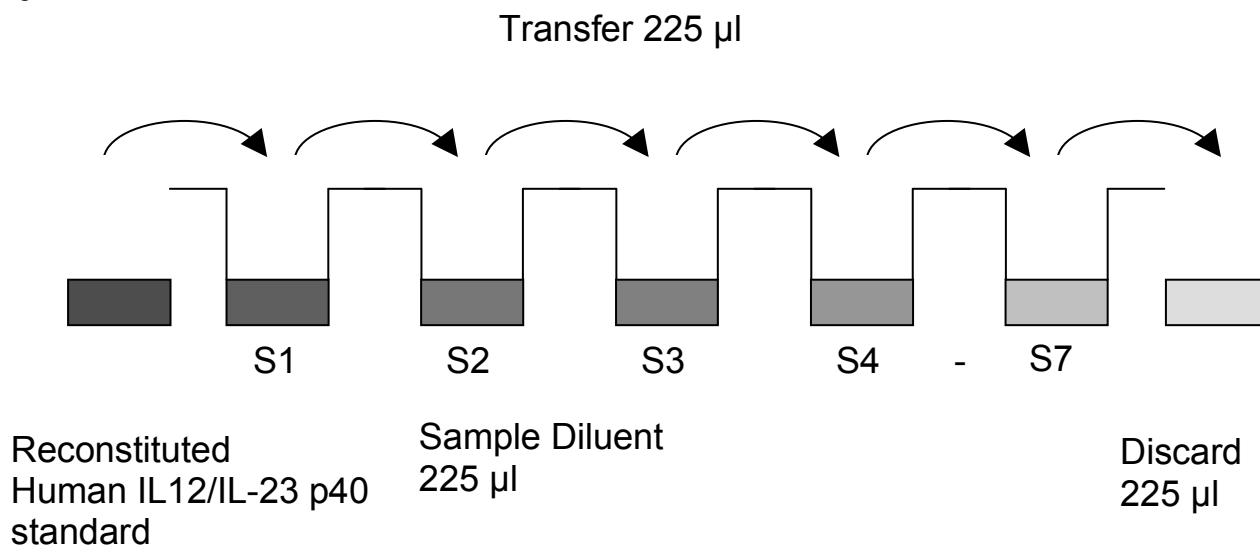 Transfer 225 µl
S1 S2 S3 S4 - S7
Reconstituted
Human IL12/IL-23 p40
standard
Sample Diluent
225 µl
Discard
225 µl